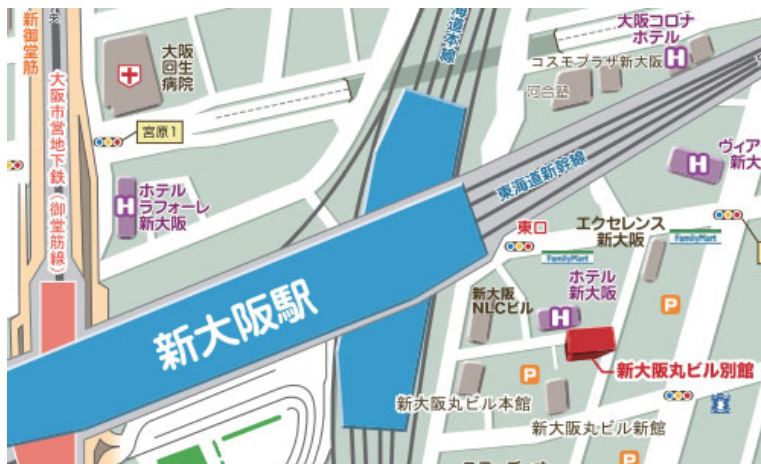 新御堂筋
大阪市営地下鉄(御堂筋線)
大阪
回生
病院
宮原1
ホテル
ラフォーレ
新大阪
海道本線
大阪コロナ
ホテル
コスモプラザ新大阪
河合塾
東海道新幹線
ヴィア
新大
東口
エクセレンス
新大阪
FamilyMart
FamilyMart
ホテル
新大阪
新大阪
NLCビル
新大阪駅
新大阪丸ビル別館
新大阪丸ビル本館
新大阪丸ビル新館
H
H
H
H
P
P
P